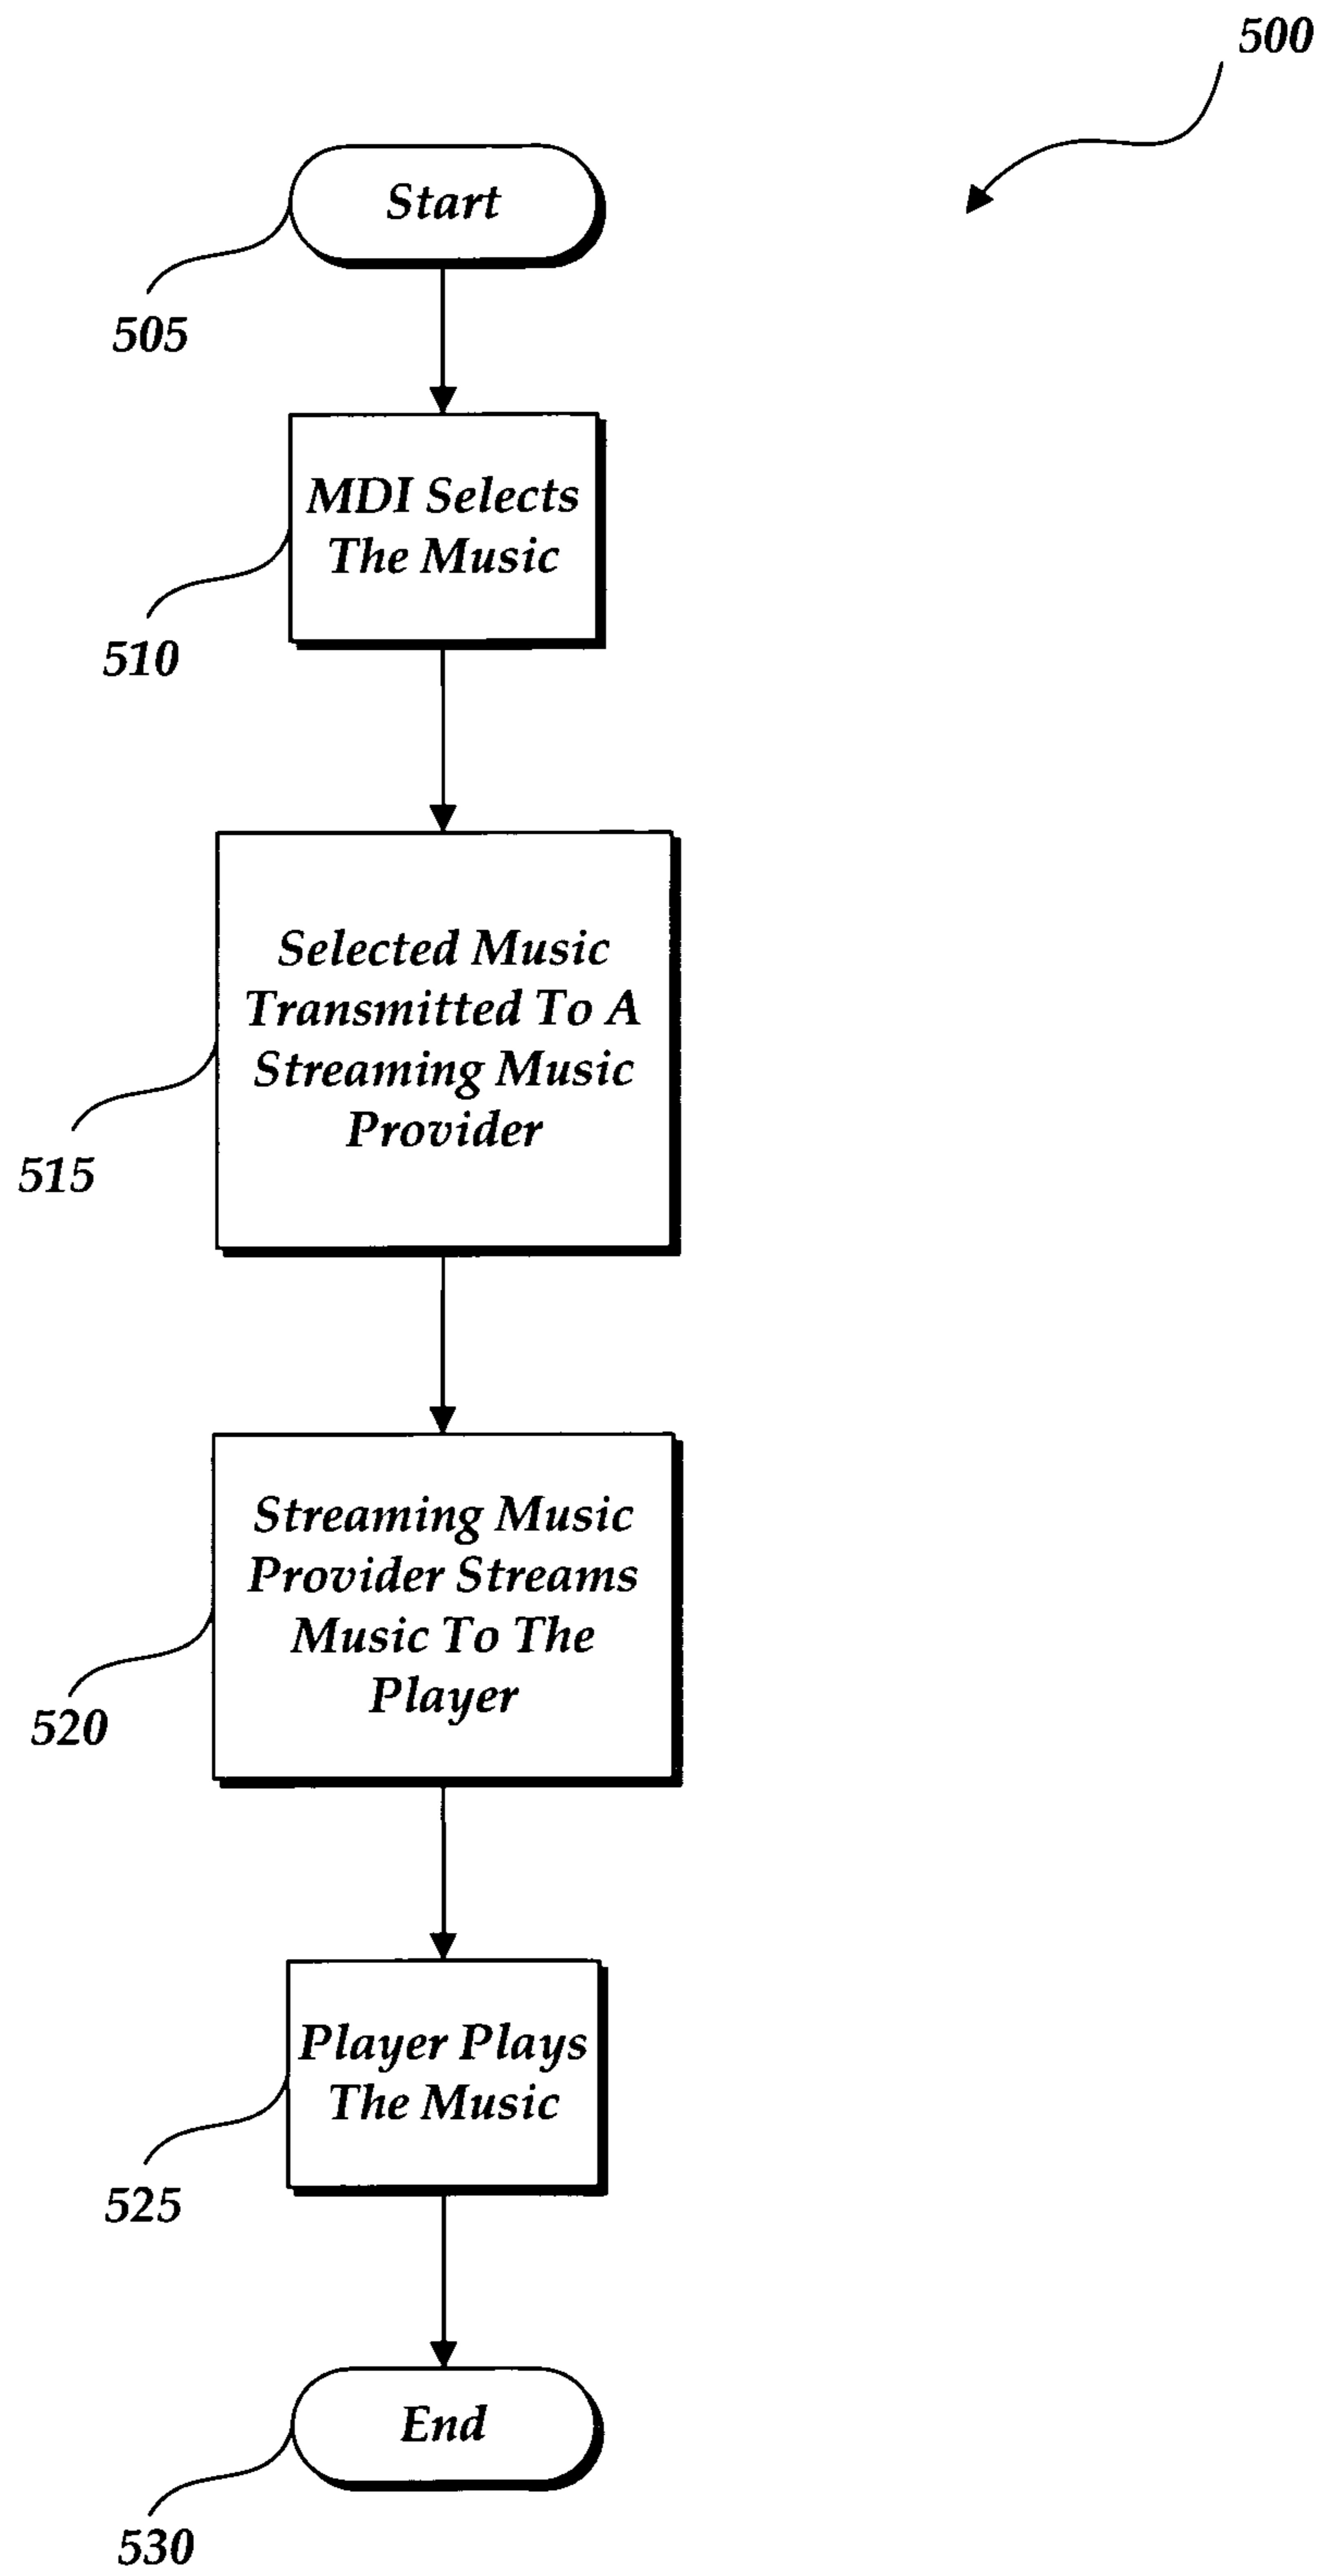 500
Start
505
MDI Selects
The Music
510
Selected Music
Transmitted To A
Streaming Music
Provider
515
Streaming Music
Provider Streams
Music To The
Player
520
Player Plays
The Music
525
End
530